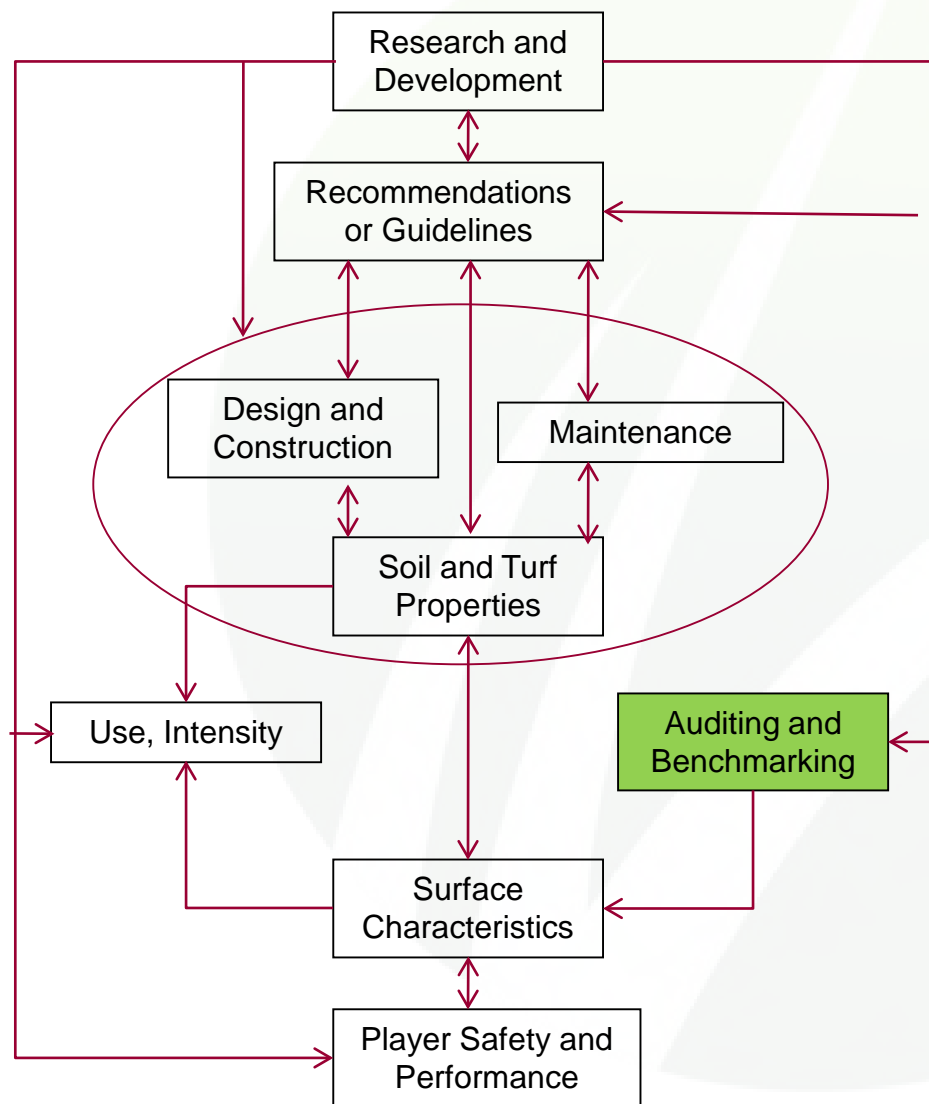 Research and
Development
Recommendations
or Guidelines
Design and
Construction
Maintenance
Soil and Turf
Properties
Use, Intensity
Auditing and
Benchmarking
Surface
Characteristics
Player Safety and
Performance